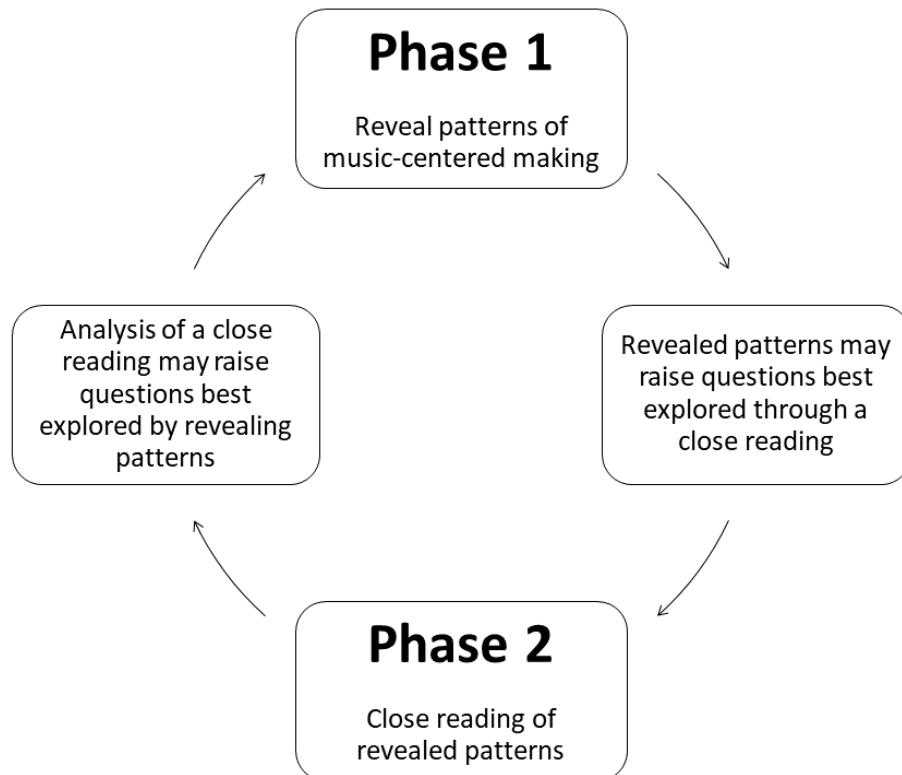 Phase 1
Reveal patterns of
music-centered making
Revealed patterns may
raise questions best
explored through a
close reading
Phase 2
Close reading of
revealed patterns
Analysis of a close
reading may raise
questions best
explored by revealing
patterns